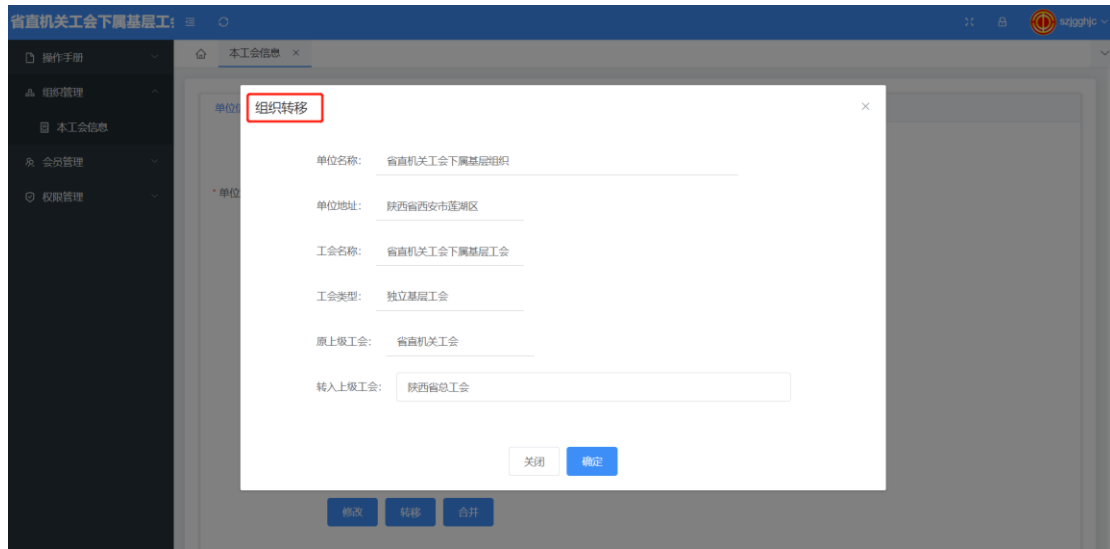 省直机关工会下属基层工会
szjgghjc
操作手册
本工会信息 ×
组织管理
本工会信息
会员管理
权限管理
单位
* 单位
组织转移
单位名称: 省直机关工会下属基层组织
单位地址: 陕西省西安市莲湖区
工会名称: 省直机关工会下属基层工会
工会类型: 独立基层工会
原上级工会: 省直机关工会
转入上级工会: 陕西省总工会
关闭 确定
修改 转移 合并